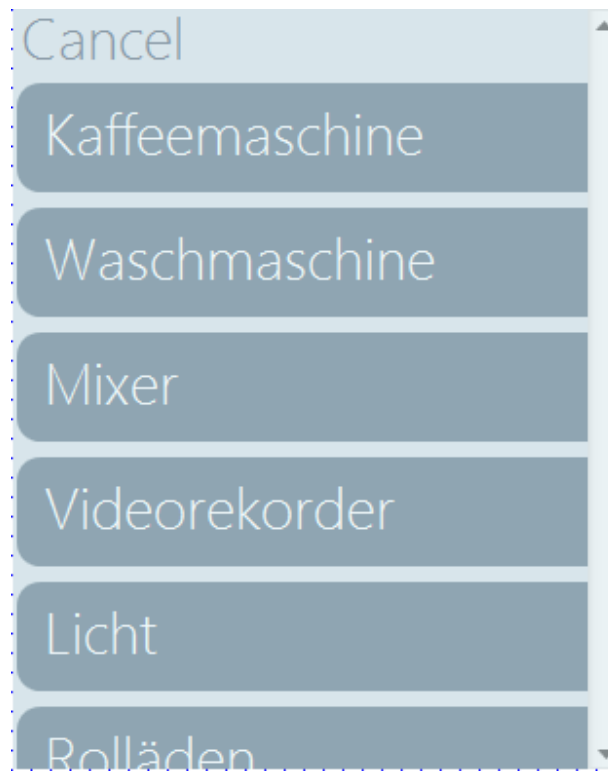 Cancel
Kaffeemaschine
Waschmaschine
Mixer
Videorekorder
Licht
Rolläden